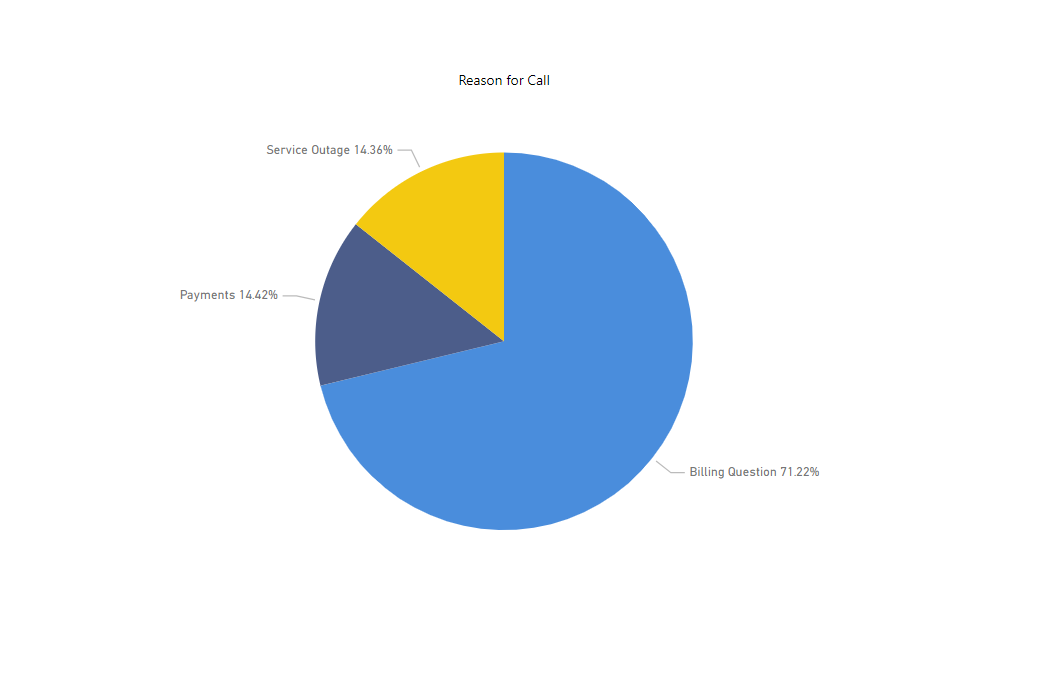 Reason for Call
Service Outage 14.36%
Payments 14.42%
Billing Question 71.22%